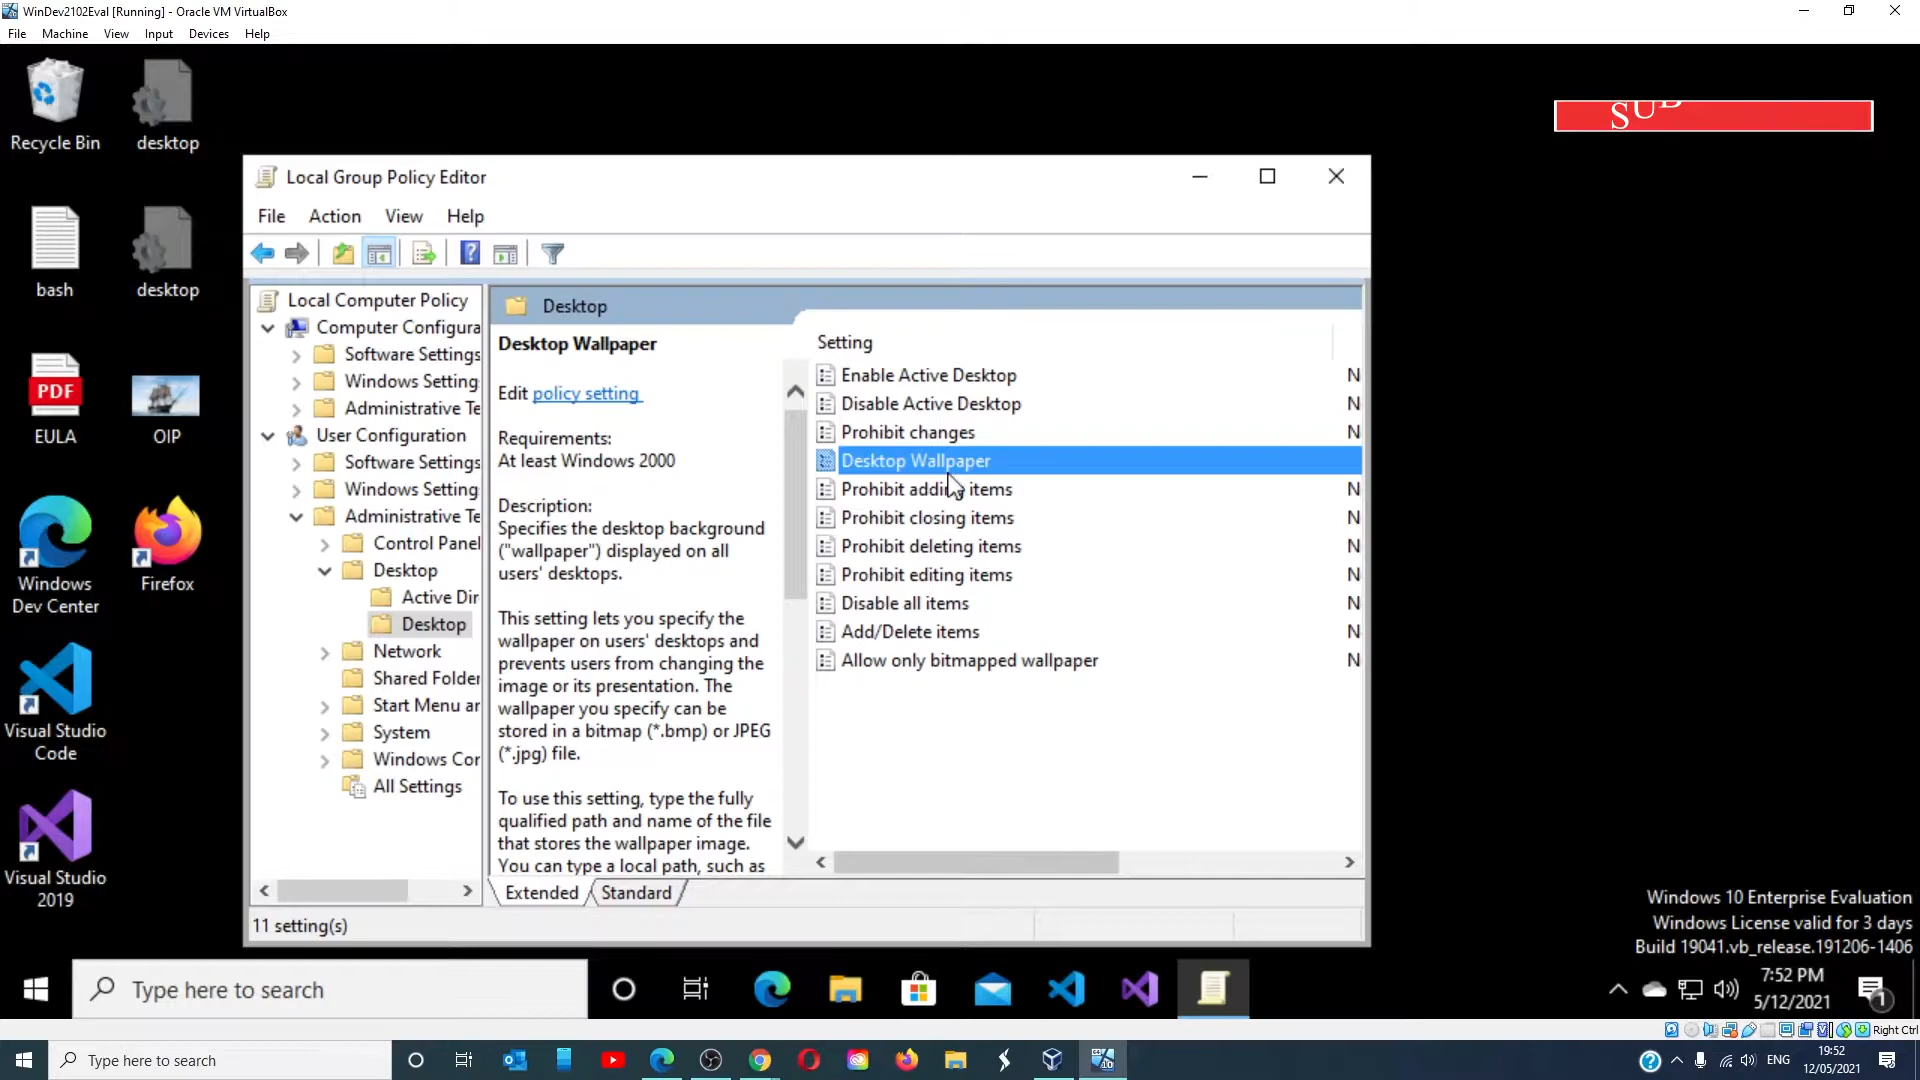 WinDev2102Eval [Running] - Oracle VM VirtualBox
File Machine View Input Devices Help
Recycle Bin
desktop
SUB
bash
desktop
EULA
PDF
OIP
Windows
Dev Center
Firefox
Visual Studio
Code
Visual Studio
2019
Local Group Policy Editor
File Action View Help
Local Computer Policy
Computer Configura
Software Settings
Windows Setting
Administrative Te
User Configuration
Software Settings
Windows Setting
Administrative Te
Control Panel
Desktop
Active Dir
Desktop
Network
Shared Folder
Start Menu ar
System
Windows Cor
All Settings
Desktop
Desktop Wallpaper
Edit policy setting
Requirements:
At least Windows 2000
Description:
Specifies the desktop background
("wallpaper") displayed on all
users' desktops.
This setting lets you specify the
wallpaper on users' desktops and
prevents users from changing the
image or its presentation. The
wallpaper you specify can be
stored in a bitmap (*.bmp) or JPEG
(*.jpg) file.
To use this setting, type the fully
qualified path and name of the file
that stores the wallpaper image.
You can type a local path, such as
Setting
Enable Active Desktop N
Disable Active Desktop N
Prohibit changes N
Desktop Wallpaper
Prohibit adding items N
Prohibit closing items N
Prohibit deleting items N
Prohibit editing items N
Disable all items N
Add/Delete items N
Allow only bitmapped wallpaper N
Extended Standard
11 setting(s)
Windows 10 Enterprise Evaluation
Windows License valid for 3 days
Build 19041.vb_release.191206-1406
Type here to search
7:52 PM
5/12/2021
1
Right Ctrl
Type here to search
ENG
19:52
12/05/2021